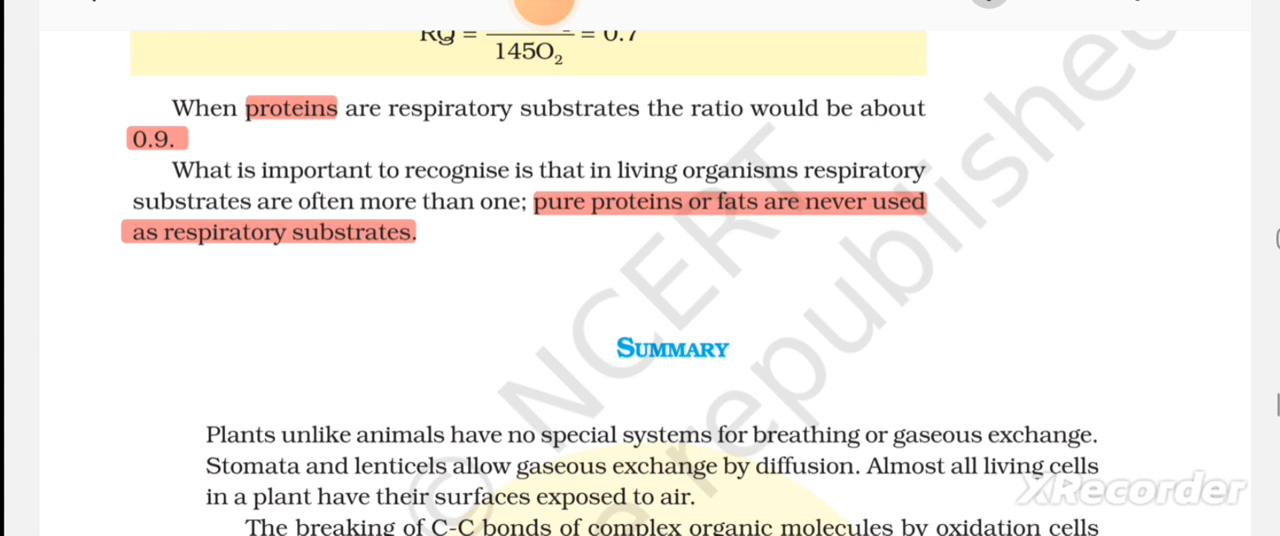 RQ = = 0.7
145O₂
When proteins are respiratory substrates the ratio would be about
0.9.
What is important to recognise is that in living organisms respiratory
substrates are often more than one; pure proteins or fats are never used
as respiratory substrates.
SUMMARY
Plants unlike animals have no special systems for breathing or gaseous exchange.
Stomata and lenticels allow gaseous exchange by diffusion. Almost all living cells
in a plant have their surfaces exposed to air.
The breaking of C-C bonds of complex organic molecules by oxidation cells
© NCERT
republished
XRecorder